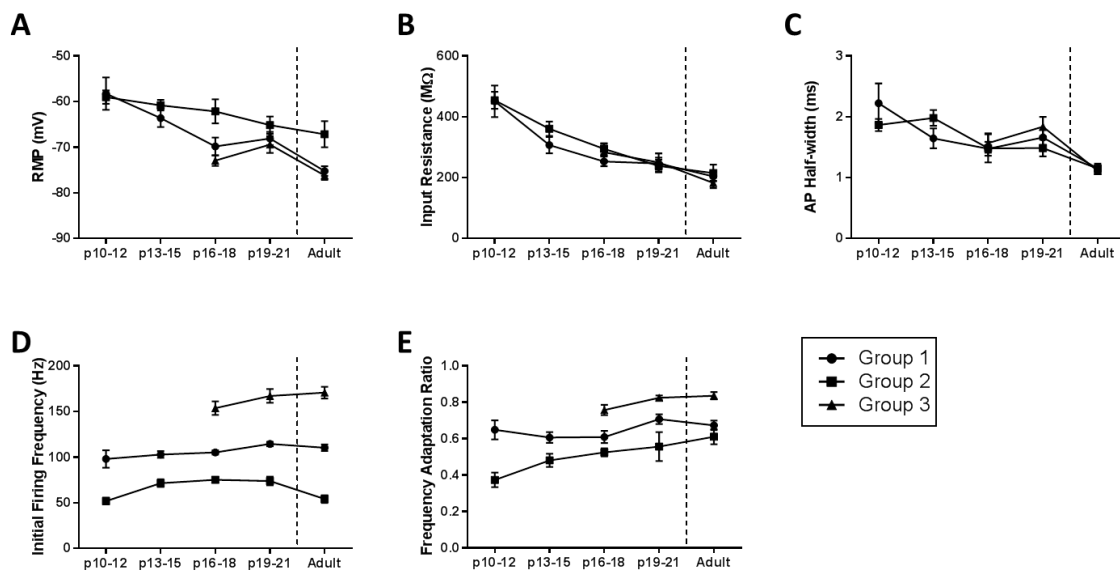 A
B
C
-50
-60
-70
-80
-90
RMP (mV)
p10-12 p13-15 p16-18 p19-21 Adult
600
400
200
0
Input Resistance (MΩ)
p10-12 p13-15 p16-18 p19-21 Adult
3
2
1
0
AP Half-width (ms)
p10-12 p13-15 p16-18 p19-21 Adult
D
E
200
150
100
50
0
Initial Firing Frequency (Hz)
p10-12 p13-15 p16-18 p19-21 Adult
1.0
0.8
0.6
0.4
0.2
0.0
Frequency Adaptation Ratio
p10-12 p13-15 p16-18 p19-21 Adult
Group 1
Group 2
Group 3